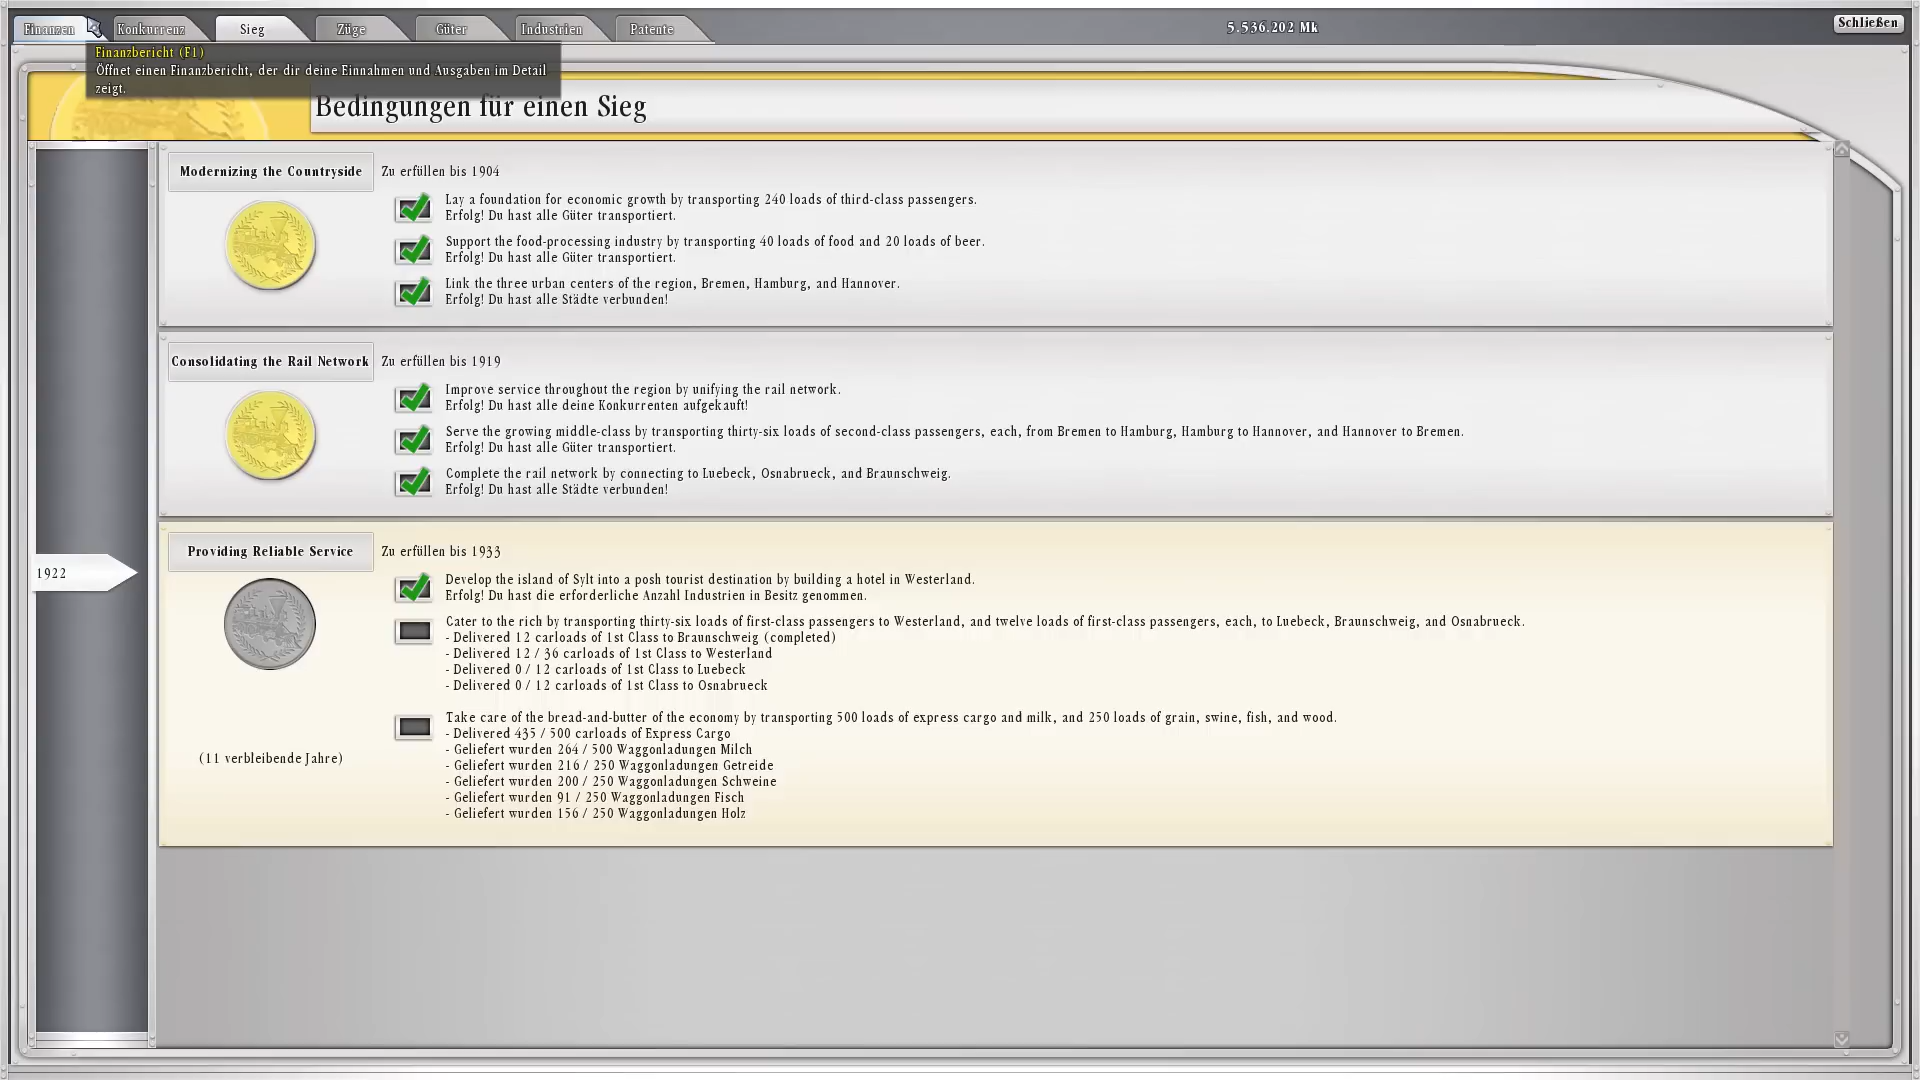 Finanzen Konkurrenz Sieg Züge Güter Industrien Patente 5.536.202 Mk Schließen
Finanzbericht (F1)
Öffnet einen Finanzbericht, der dir deine Einnahmen und Ausgaben im Detail
zeigt.
Bedingungen für einen Sieg
Modernizing the Countryside Zu erfüllen bis 1904
Lay a foundation for economic growth by transporting 240 loads of third-class passengers.
Erfolg! Du hast alle Güter transportiert.
Support the food-processing industry by transporting 40 loads of food and 20 loads of beer.
Erfolg! Du hast alle Güter transportiert.
Link the three urban centers of the region, Bremen, Hamburg, and Hannover.
Erfolg! Du hast alle Städte verbunden!
Consolidating the Rail Network Zu erfüllen bis 1919
Improve service throughout the region by unifying the rail network.
Erfolg! Du hast alle deine Konkurrenten aufgekauft!
Serve the growing middle-class by transporting thirty-six loads of second-class passengers, each, from Bremen to Hamburg, Hamburg to Hannover, and Hannover to Bremen.
Erfolg! Du hast alle Güter transportiert.
Complete the rail network by connecting to Luebeck, Osnabrueck, and Braunschweig.
Erfolg! Du hast alle Städte verbunden!
Providing Reliable Service Zu erfüllen bis 1933
1922
Develop the island of Sylt into a posh tourist destination by building a hotel in Westerland.
Erfolg! Du hast die erforderliche Anzahl Industrien in Besitz genommen.
Cater to the rich by transporting thirty-six loads of first-class passengers to Westerland, and twelve loads of first-class passengers, each, to Luebeck, Braunschweig, and Osnabrueck.
- Delivered 12 carloads of 1st Class to Braunschweig (completed)
- Delivered 12 / 36 carloads of 1st Class to Westerland
- Delivered 0 / 12 carloads of 1st Class to Luebeck
- Delivered 0 / 12 carloads of 1st Class to Osnabrueck
Take care of the bread-and-butter of the economy by transporting 500 loads of express cargo and milk, and 250 loads of grain, swine, fish, and wood.
- Delivered 435 / 500 carloads of Express Cargo
- Geliefert wurden 264 / 500 Waggonladungen Milch
(11 verbleibende Jahre)
- Geliefert wurden 216 / 250 Waggonladungen Getreide
- Geliefert wurden 200 / 250 Waggonladungen Schweine
- Geliefert wurden 91 / 250 Waggonladungen Fisch
- Geliefert wurden 156 / 250 Waggonladungen Holz